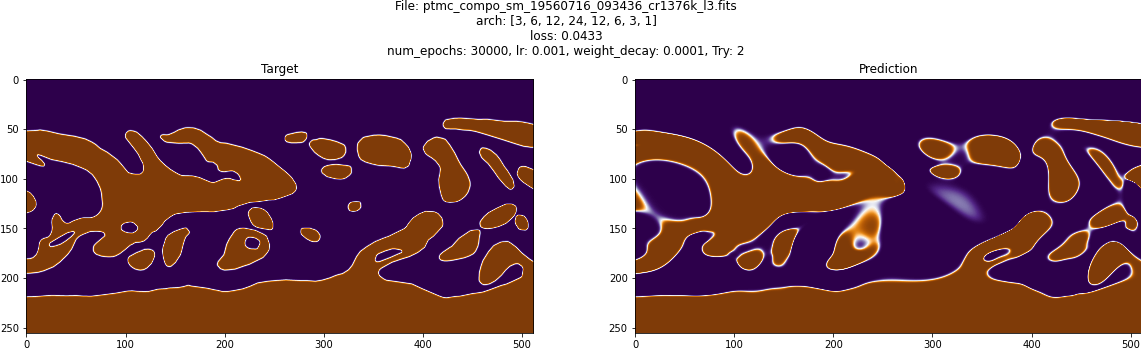 File: ptmc_compo_sm_19560716_093436_cr1376k_l3.fits
arch: [3, 6, 12, 24, 12, 6, 3, 1]
loss: 0.0433
num_epochs: 30000, lr: 0.001, weight_decay: 0.0001, Try: 2
Target
0
50
100
150
200
250
0 100 200 300 400 500
Prediction
0
50
100
150
200
250
0 100 200 300 400 500